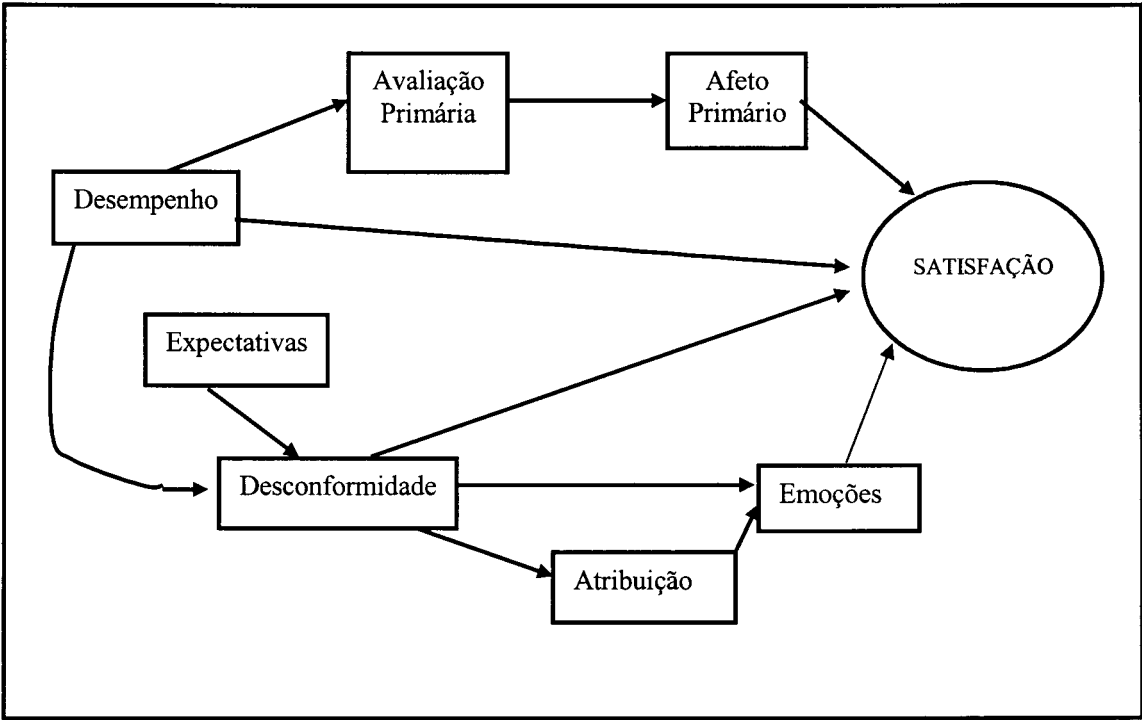 Avaliação
Primária
Afeto
Primário
Desempenho
SATISFAÇÃO
Expectativas
Desconformidade
Emoções
Atribuição